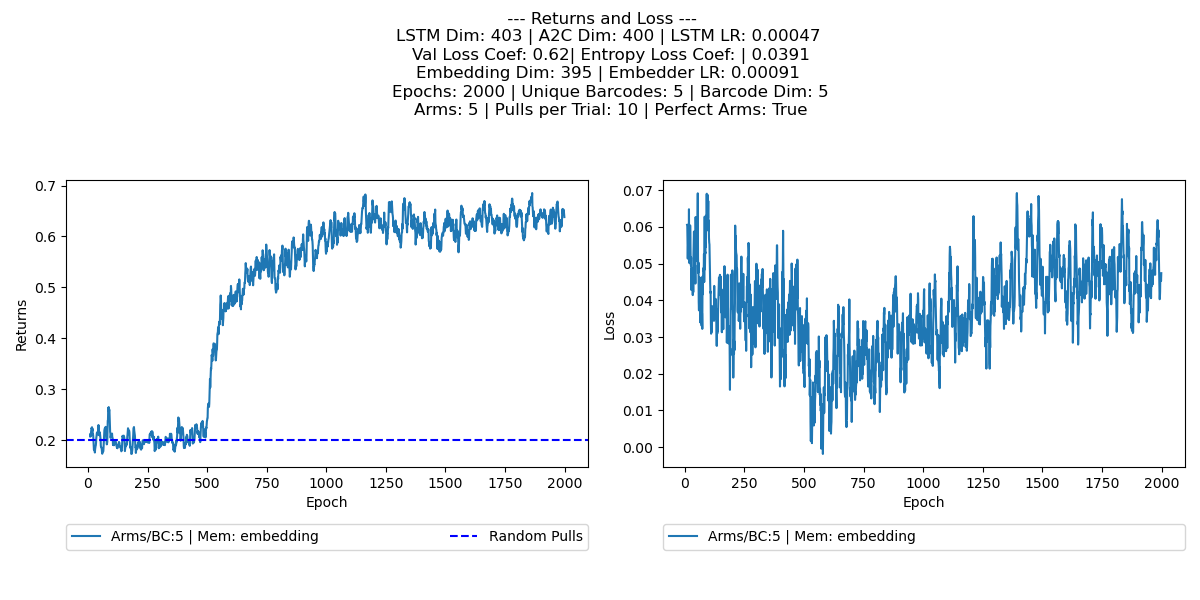 --- Returns and Loss ---
LSTM Dim: 403 | A2C Dim: 400 | LSTM LR: 0.00047
Val Loss Coef: 0.62| Entropy Loss Coef: | 0.0391
Embedding Dim: 395 | Embedder LR: 0.00091
Epochs: 2000 | Unique Barcodes: 5 | Barcode Dim: 5
Arms: 5 | Pulls per Trial: 10 | Perfect Arms: True
Returns
0.7
0.6
0.5
0.4
0.3
0.2
0 250 500 750 1000 1250 1500 1750 2000
Epoch
Arms/BC:5 | Mem: embedding Random Pulls
Loss
0.07
0.06
0.05
0.04
0.03
0.02
0.01
0.00
0 250 500 750 1000 1250 1500 1750 2000
Epoch
Arms/BC:5 | Mem: embedding